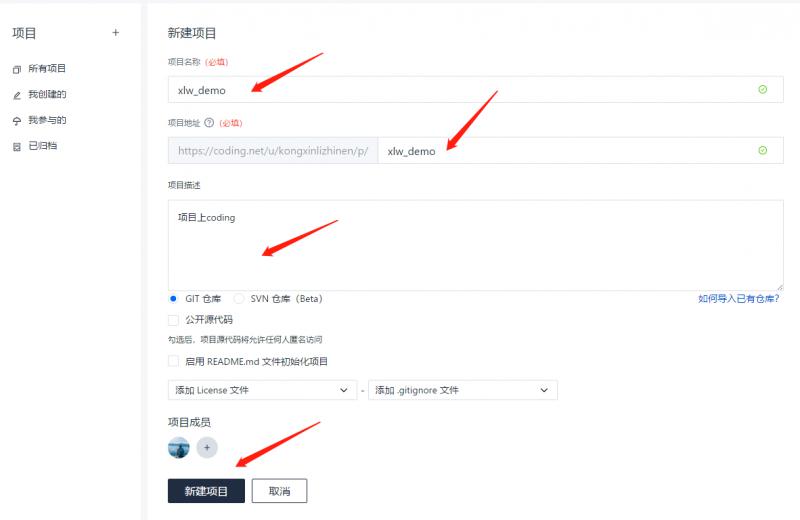 项目 +
所有项目
我创建的
我参与的
已归档
新建项目
项目名称（必填）
xlw_demo
项目地址 ? （必填）
https://coding.net/u/kongxinlizhinen/p/ xlw_demo
项目描述
项目上coding
GIT 仓库 SVN 仓库（Beta） 如何导入已有仓库？
公开源代码
勾选后，项目源代码将允许任何人匿名访问
启用 README.md 文件初始化项目
添加 License 文件 - 添加 .gitignore 文件
项目成员
+
新建项目 取消